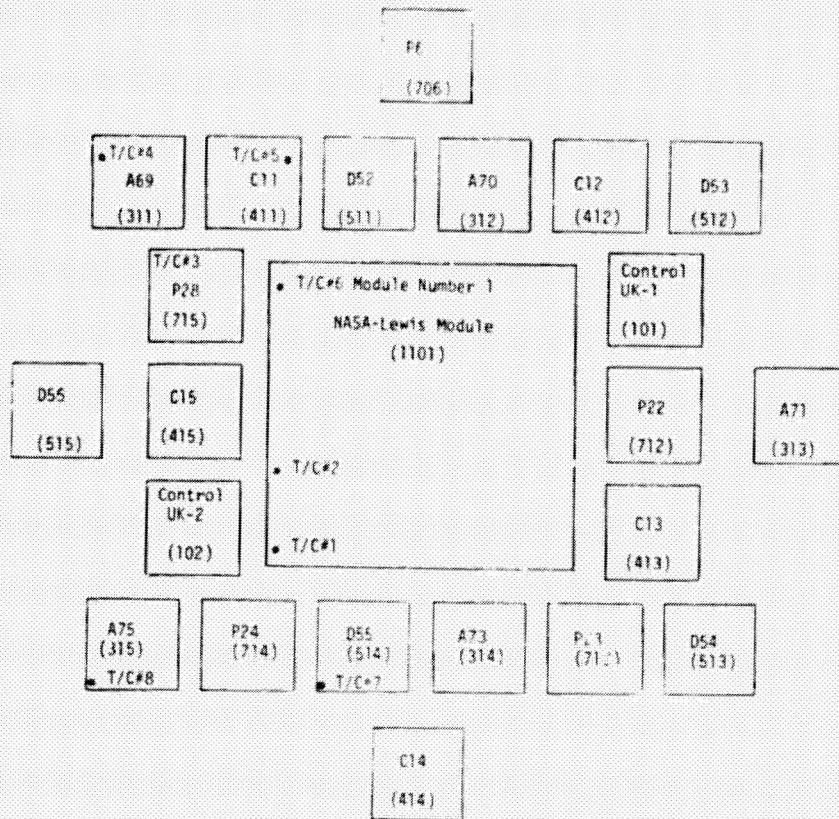 P6
(706)
T/C#4
A69
(311)
T/C#5
C11
(411)
D52
(511)
A70
(312)
C12
(412)
D53
(512)
T/C#3
P28
(715)
T/C#6 Module Number 1
NASA-Lewis Module
(1101)
Control
UK-1
(101)
D55
(515)
C15
(415)
P22
(712)
A71
(313)
T/C#2
Control
UK-2
(102)
T/C#1
C13
(413)
A75
(315)
T/C#8
P24
(714)
D55
(514)
T/C#7
A73
(314)
D54
(513)
C14
(414)